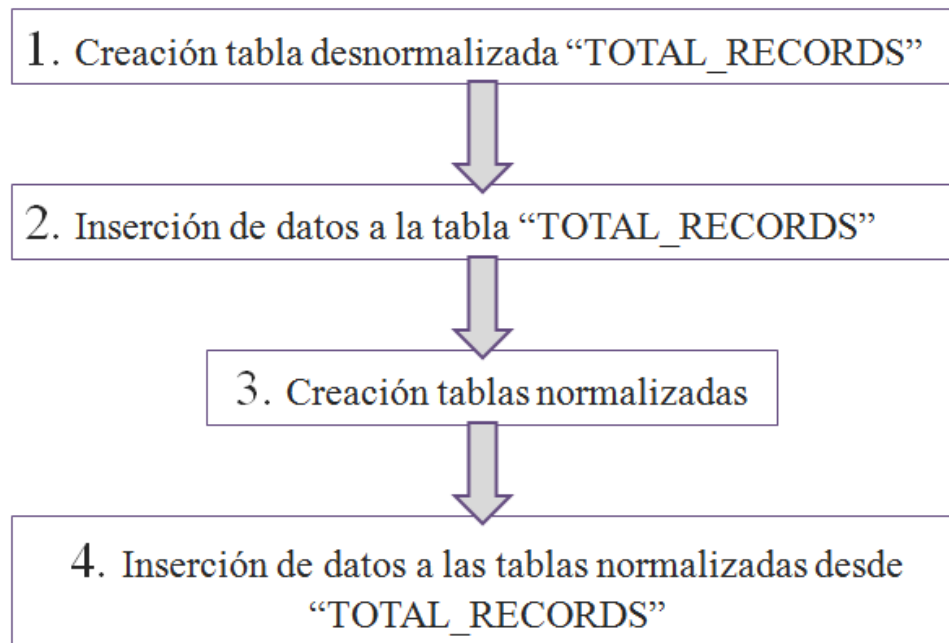 1. Creación tabla desnormalizada “TOTAL_RECORDS”
2. Inserción de datos a la tabla “TOTAL_RECORDS”
3. Creación tablas normalizadas
4. Inserción de datos a las tablas normalizadas desde
“TOTAL_RECORDS”